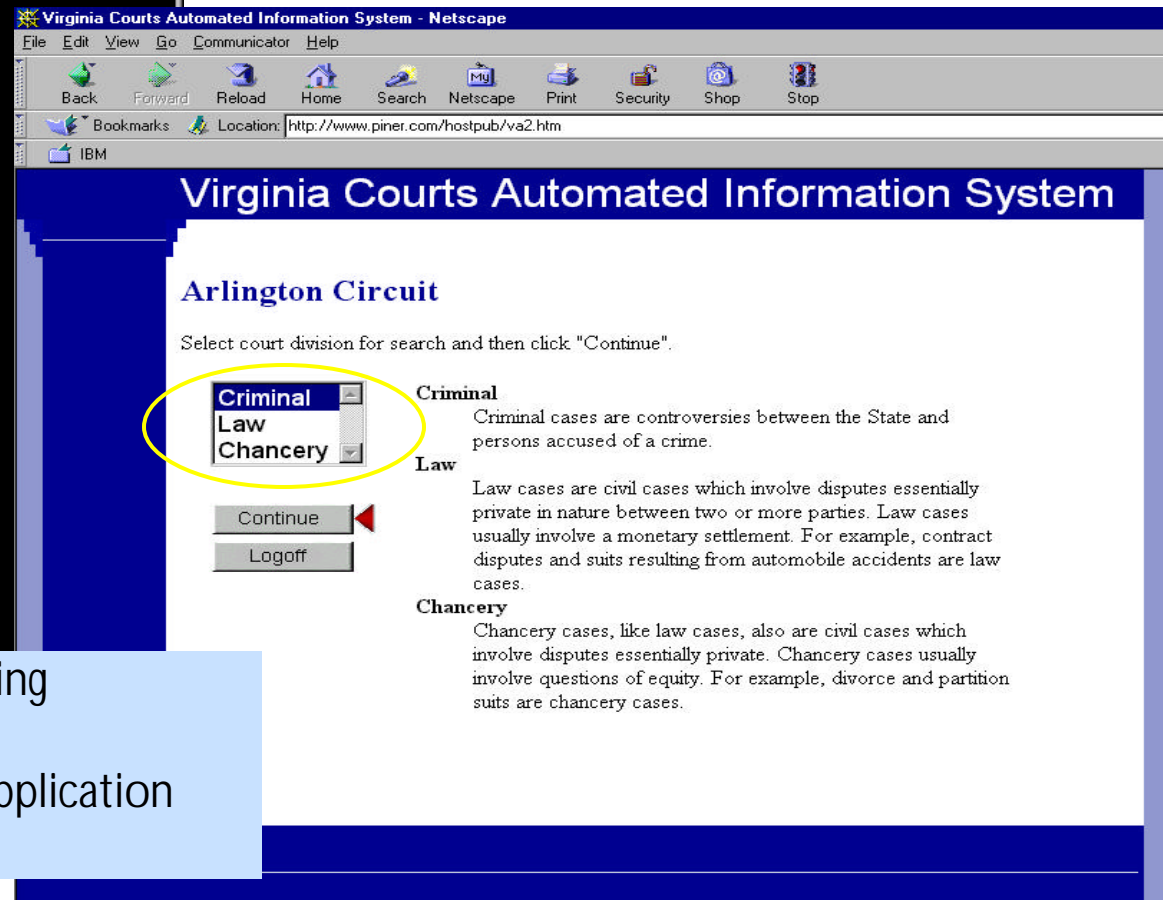 Virginia Courts Automated Information System - Netscape
File Edit View Go Communicator Help
My
Back Forward Reload Home Search Netscape Print Security Shop Stop
Bookmarks Location: http://www.piner.com/hostpub/va2.htm
IBM
Virginia Courts Automated Information System
Arlington Circuit
Select court division for search and then click "Continue".
Criminal
Law
Chancery
Continue
Logoff
Criminal
Criminal cases are controversies between the State and
persons accused of a crime.
Law
Law cases are civil cases which involve disputes essentially
private in nature between two or more parties. Law cases
usually involve a monetary settlement. For example, contract
disputes and suits resulting from automobile accidents are law
cases.
Chancery
Chancery cases, like law cases, also are civil cases which
involve disputes essentially private. Chancery cases usually
involve questions of equity. For example, divorce and partition
suits are chancery cases.
ing
pplication